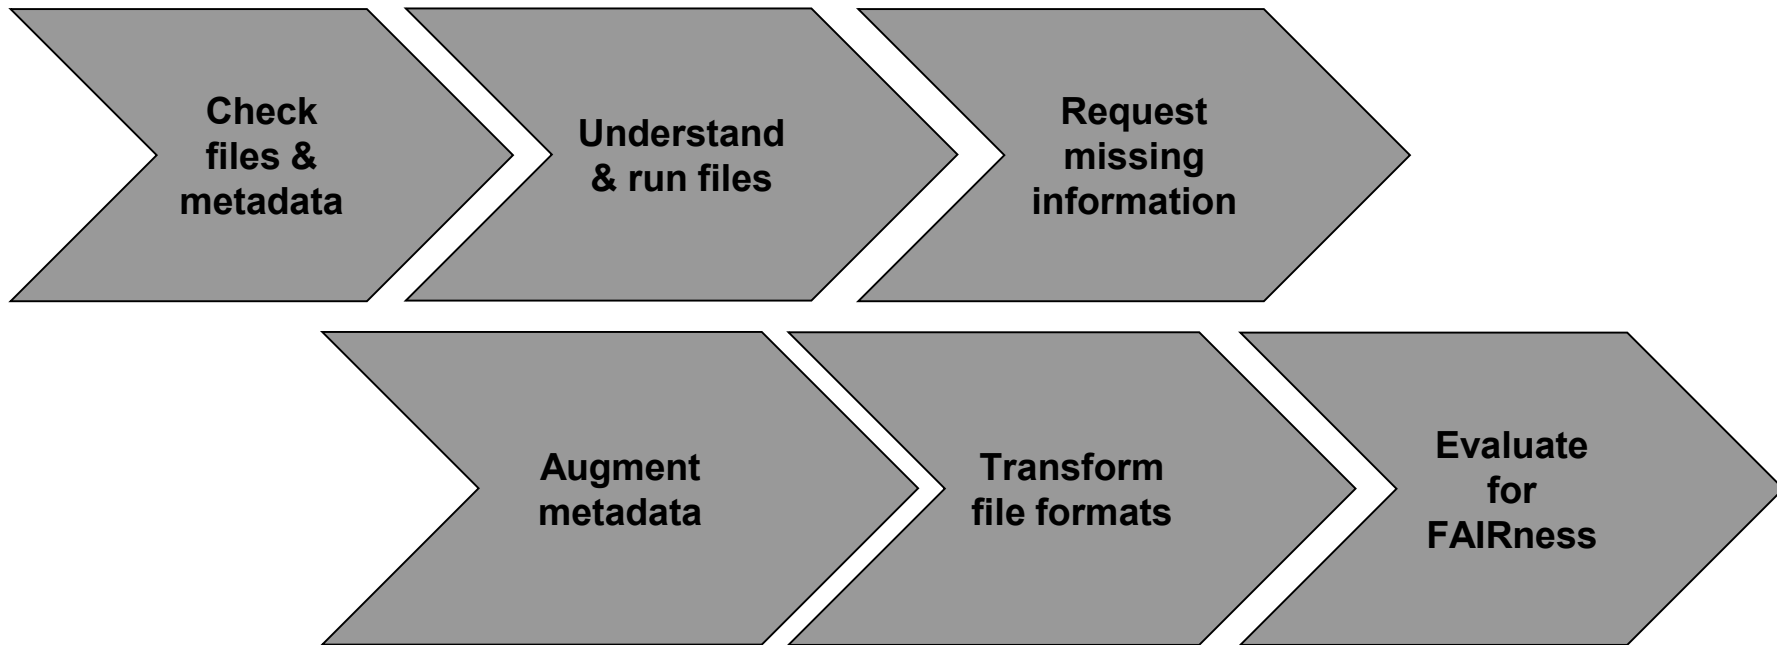 Check
files &
metadata
Understand
& run files
Request
missing
information
Augment
metadata
Transform
file formats
Evaluate
for
FAIRness